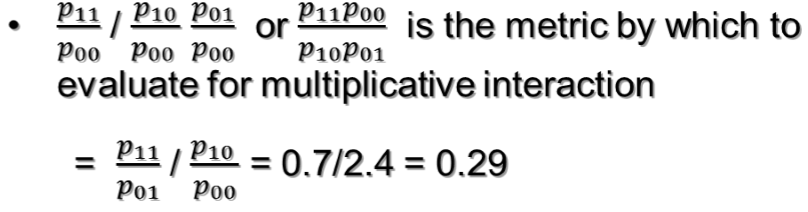 • p₁₁/p₀₀ / p₁₀/p₀₀ p₀₁/p₀₀ or p₁₁p₀₀/p₁₀p₀₁ is the metric by which to
evaluate for multiplicative interaction
= p₁₁/p₀₁ / p₁₀/p₀₀ = 0.7/2.4 = 0.29